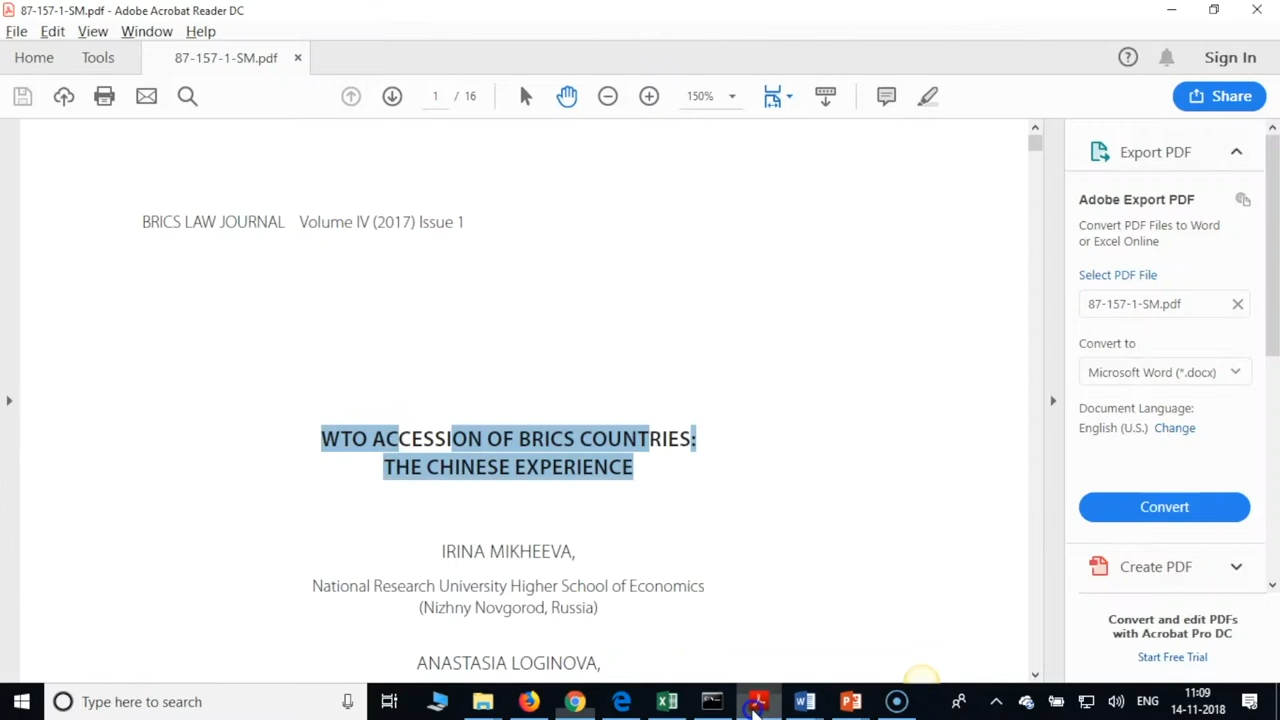 87-157-1-SM.pdf - Adobe Acrobat Reader DC
File Edit View Window Help
Home Tools 87-157-1-SM.pdf × Sign In
1 / 16 150% Share
Export PDF
Adobe Export PDF
Convert PDF Files to Word
or Excel Online
Select PDF File
87-157-1-SM.pdf
Convert to
Microsoft Word (*.docx)
Document Language:
English (U.S.) Change
Convert
Create PDF
Convert and edit PDFs
with Acrobat Pro DC
Start Free Trial
BRICS LAW JOURNAL Volume IV (2017) Issue 1
WTO ACCESSION OF BRICS COUNTRIES:
THE CHINESE EXPERIENCE
IRINA MIKHEEVA,
National Research University Higher School of Economics
(Nizhny Novgorod, Russia)
ANASTASIA LOGINOVA,
Type here to search
ENG
11:09
14-11-2018